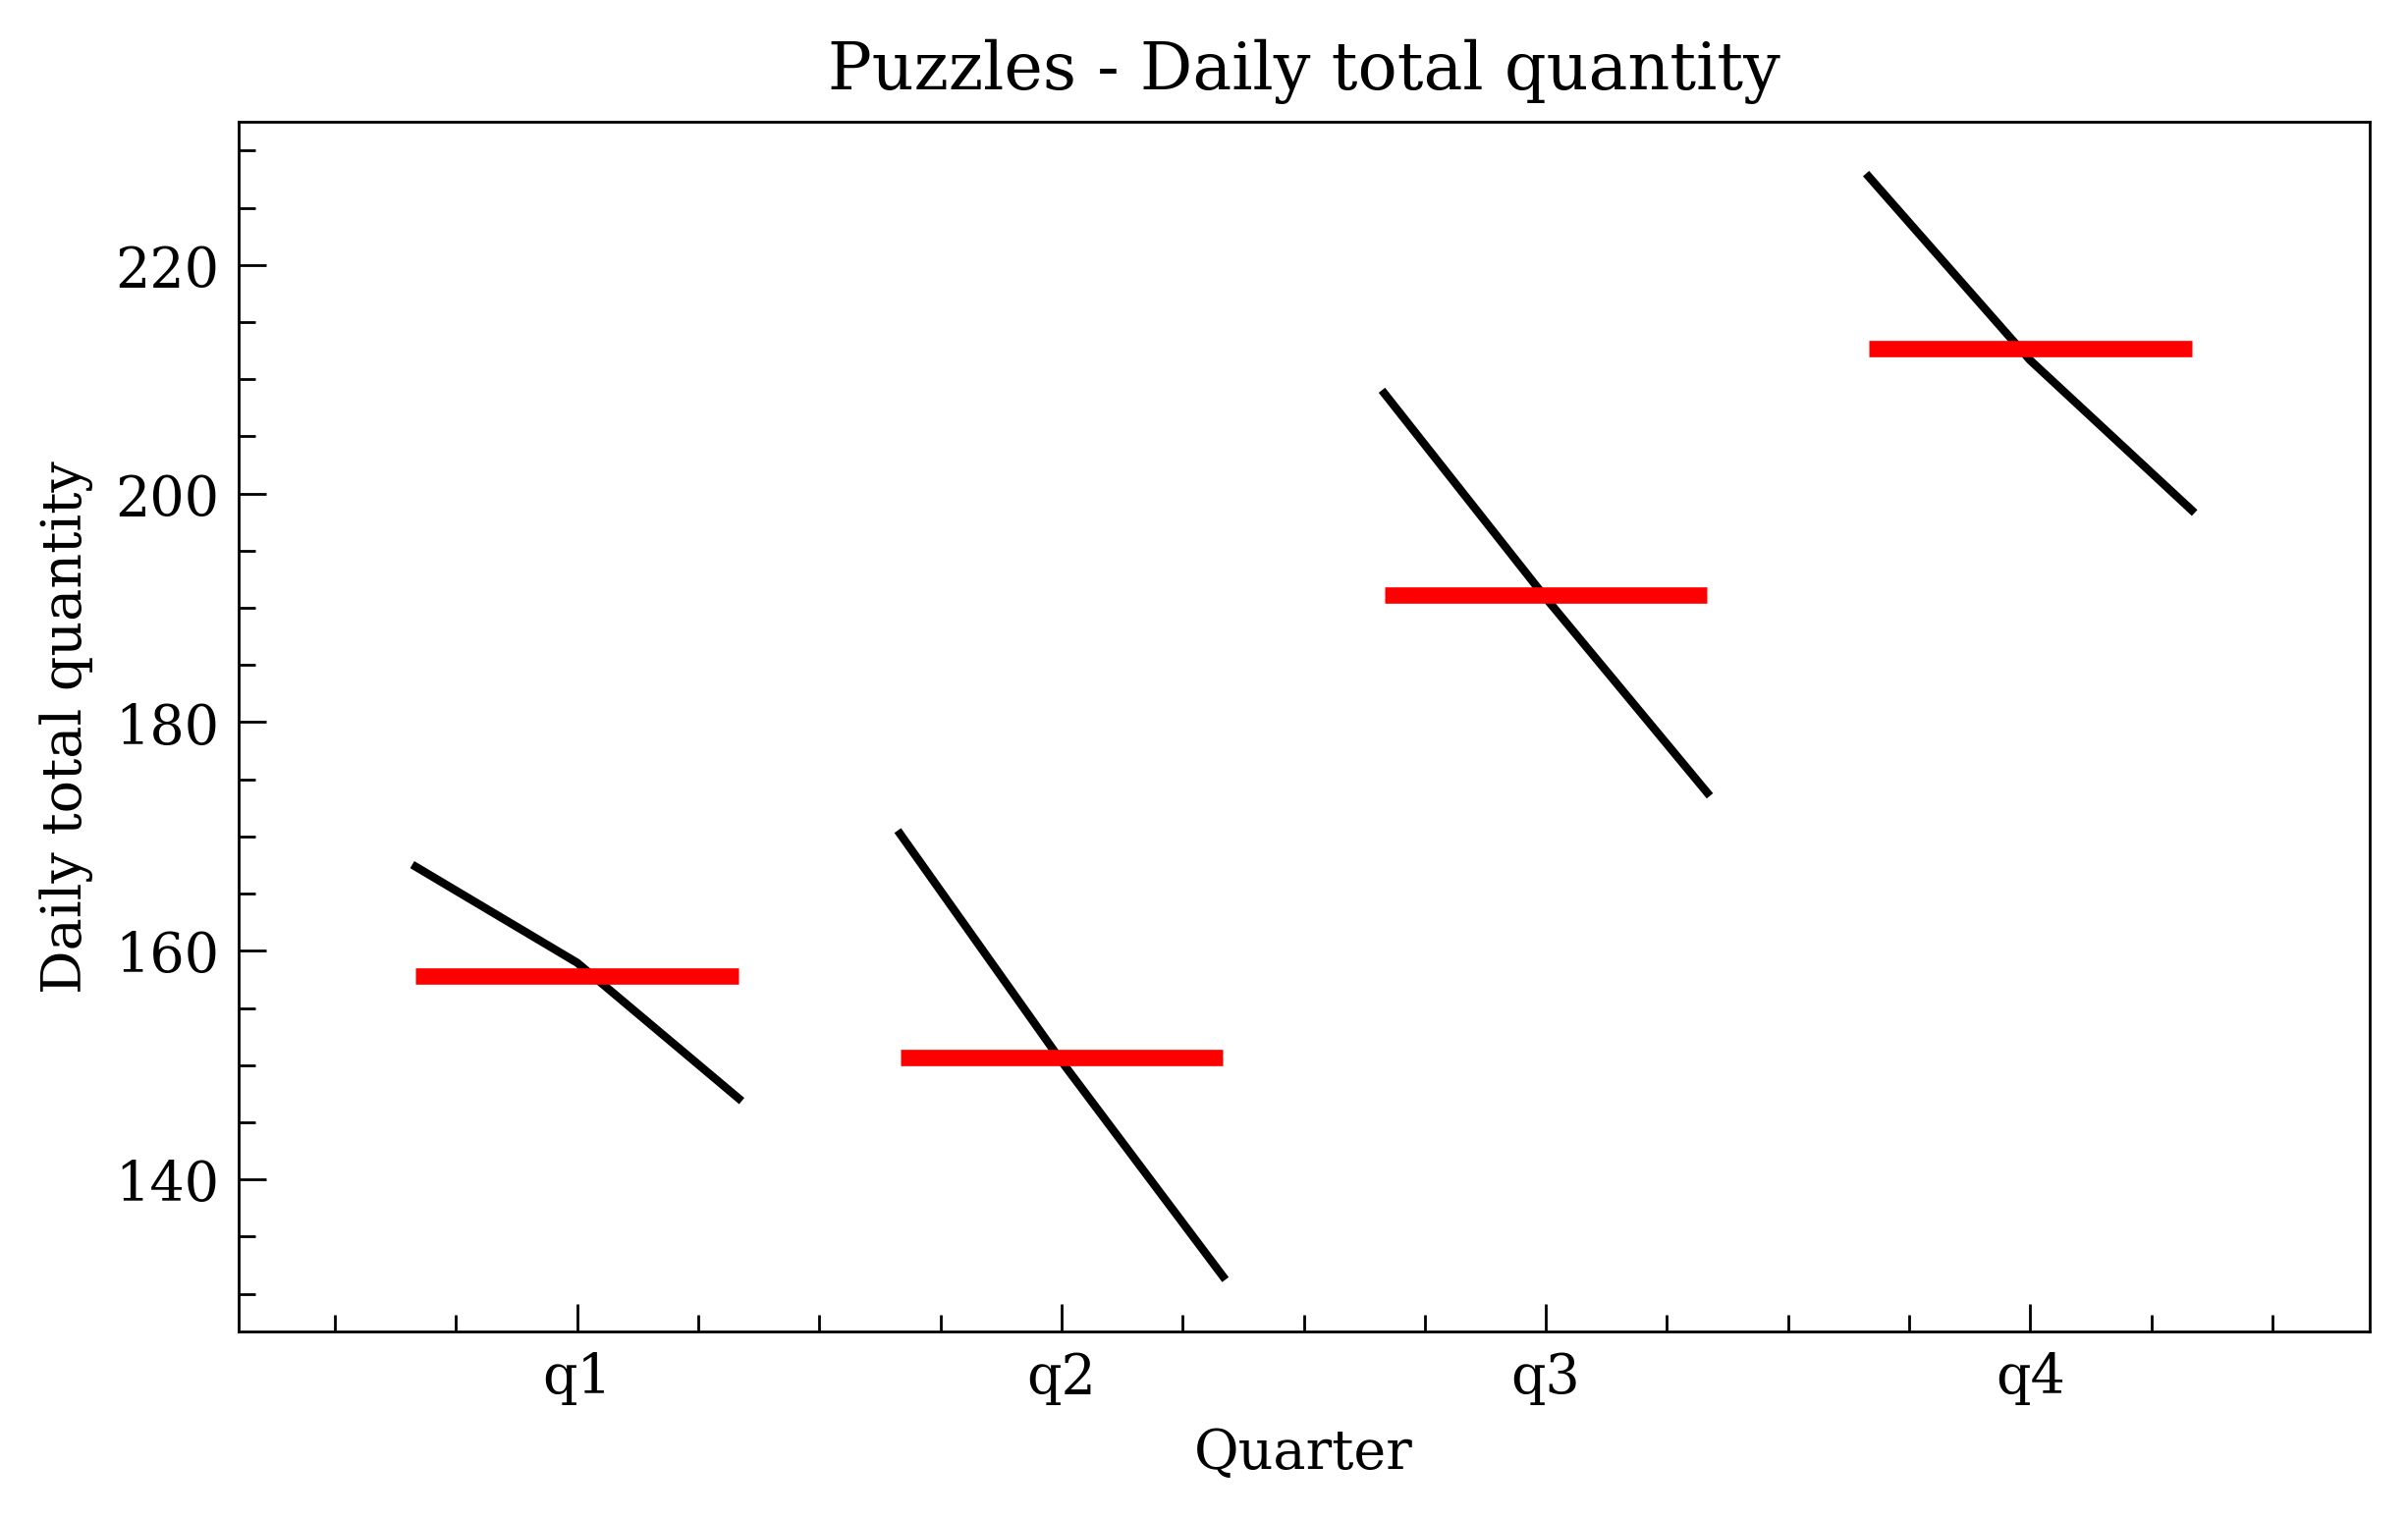 Puzzles - Daily total quantity
Daily total quantity
220
200
180
160
140
q1 q2 q3 q4
Quarter